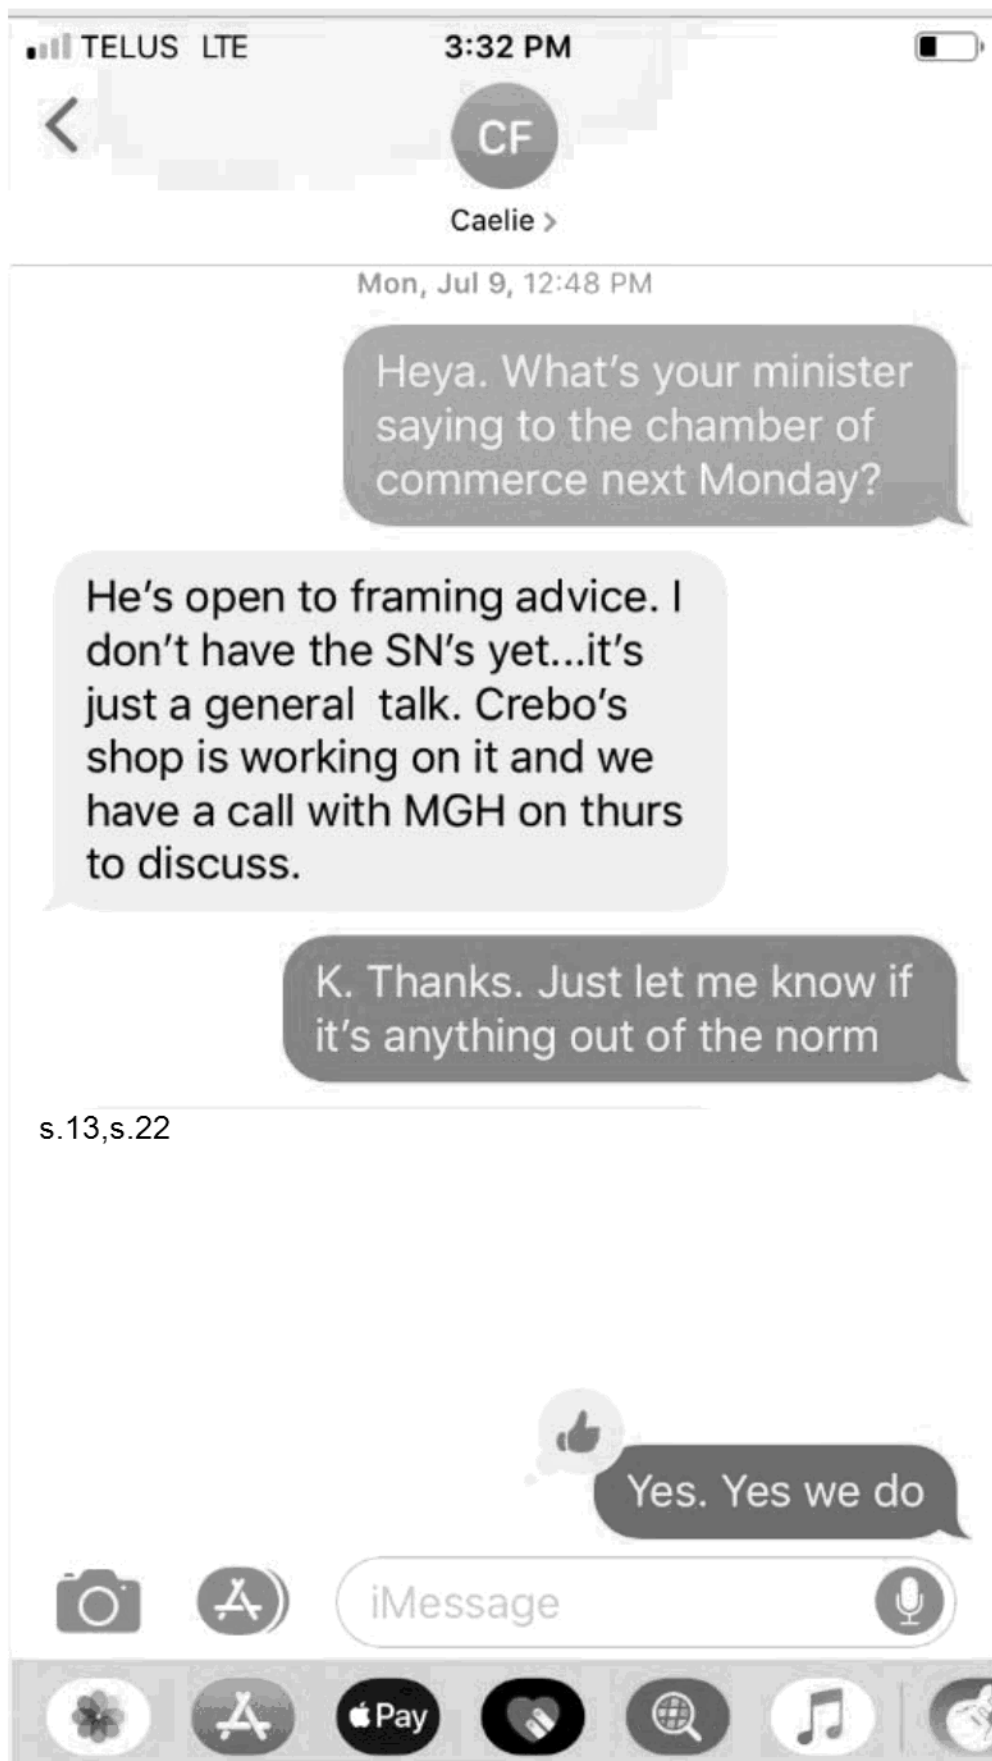 TELUS LTE 3:32 PM
CF
Caelie >
Mon, Jul 9, 12:48 PM
Heya. What's your minister
saying to the chamber of
commerce next Monday?
He's open to framing advice. I
don't have the SN's yet...it's
just a general talk. Crebo's
shop is working on it and we
have a call with MGH on thurs
to discuss.
K. Thanks. Just let me know if
it's anything out of the norm
s.13,s.22
Yes. Yes we do
iMessage
Pay